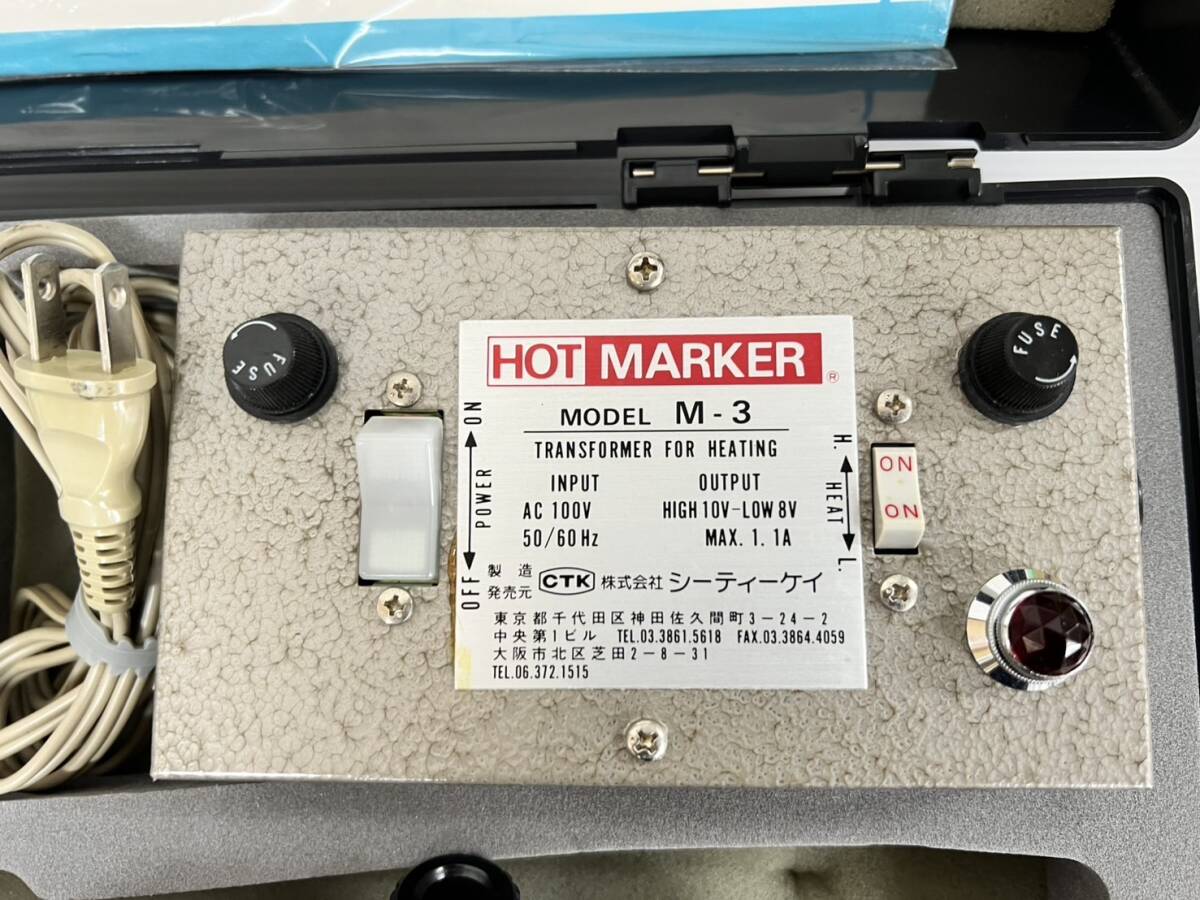 FUSE
FUSE
HOT MARKER ®
MODEL M-3
TRANSFORMER FOR HEATING
INPUT OUTPUT
AC 100V HIGH 10V-LOW 8V
50/60Hz MAX. 1.1A
OFF POWER ON
H. HEAT L.
ON
ON
製造
発売元 CTK 株式会社 シーティーケイ
東京都千代田区神田佐久間町3-24-2
中央第1ビル TEL.03.3861.5618 FAX.03.3864.4059
大阪市北区芝田2-8-31
TEL.06.372.1515